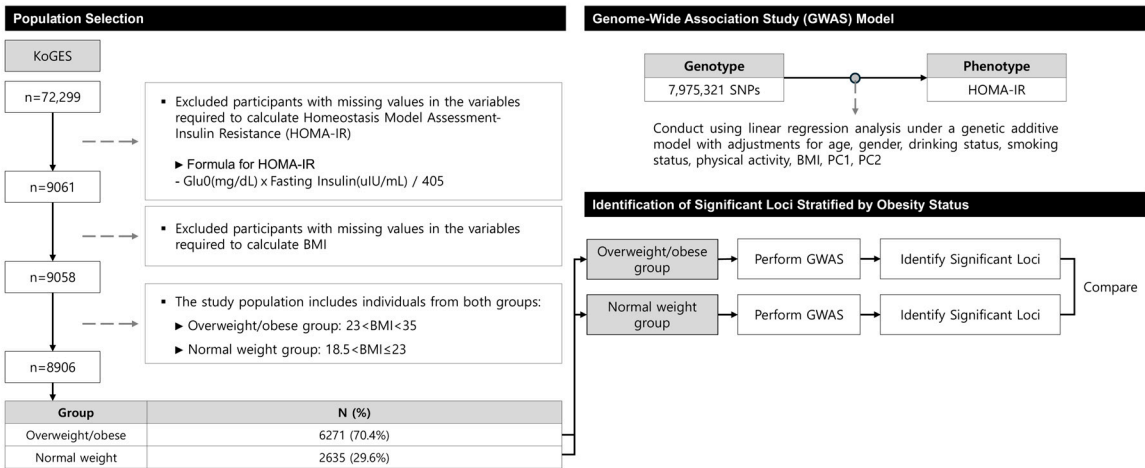 Population Selection
KoGES
n=72,299
▪ Excluded participants with missing values in the variables
required to calculate Homeostasis Model Assessment-
Insulin Resistance (HOMA-IR)
► Formula for HOMA-IR
- Glu0(mg/dL) x Fasting Insulin(uIU/mL) / 405
n=9061
▪ Excluded participants with missing values in the variables
required to calculate BMI
n=9058
▪ The study population includes individuals from both groups:
► Overweight/obese group: 23<BMI<35
► Normal weight group: 18.5<BMI≤23
n=8906
Group N (%)
Overweight/obese 6271 (70.4%)
Normal weight 2635 (29.6%)
Genome-Wide Association Study (GWAS) Model
Genotype Phenotype
7,975,321 SNPs HOMA-IR
Conduct using linear regression analysis under a genetic additive
model with adjustments for age, gender, drinking status, smoking
status, physical activity, BMI, PC1, PC2
Identification of Significant Loci Stratified by Obesity Status
Overweight/obese
group
Perform GWAS
Identify Significant Loci
Normal weight
group
Perform GWAS
Identify Significant Loci
Compare